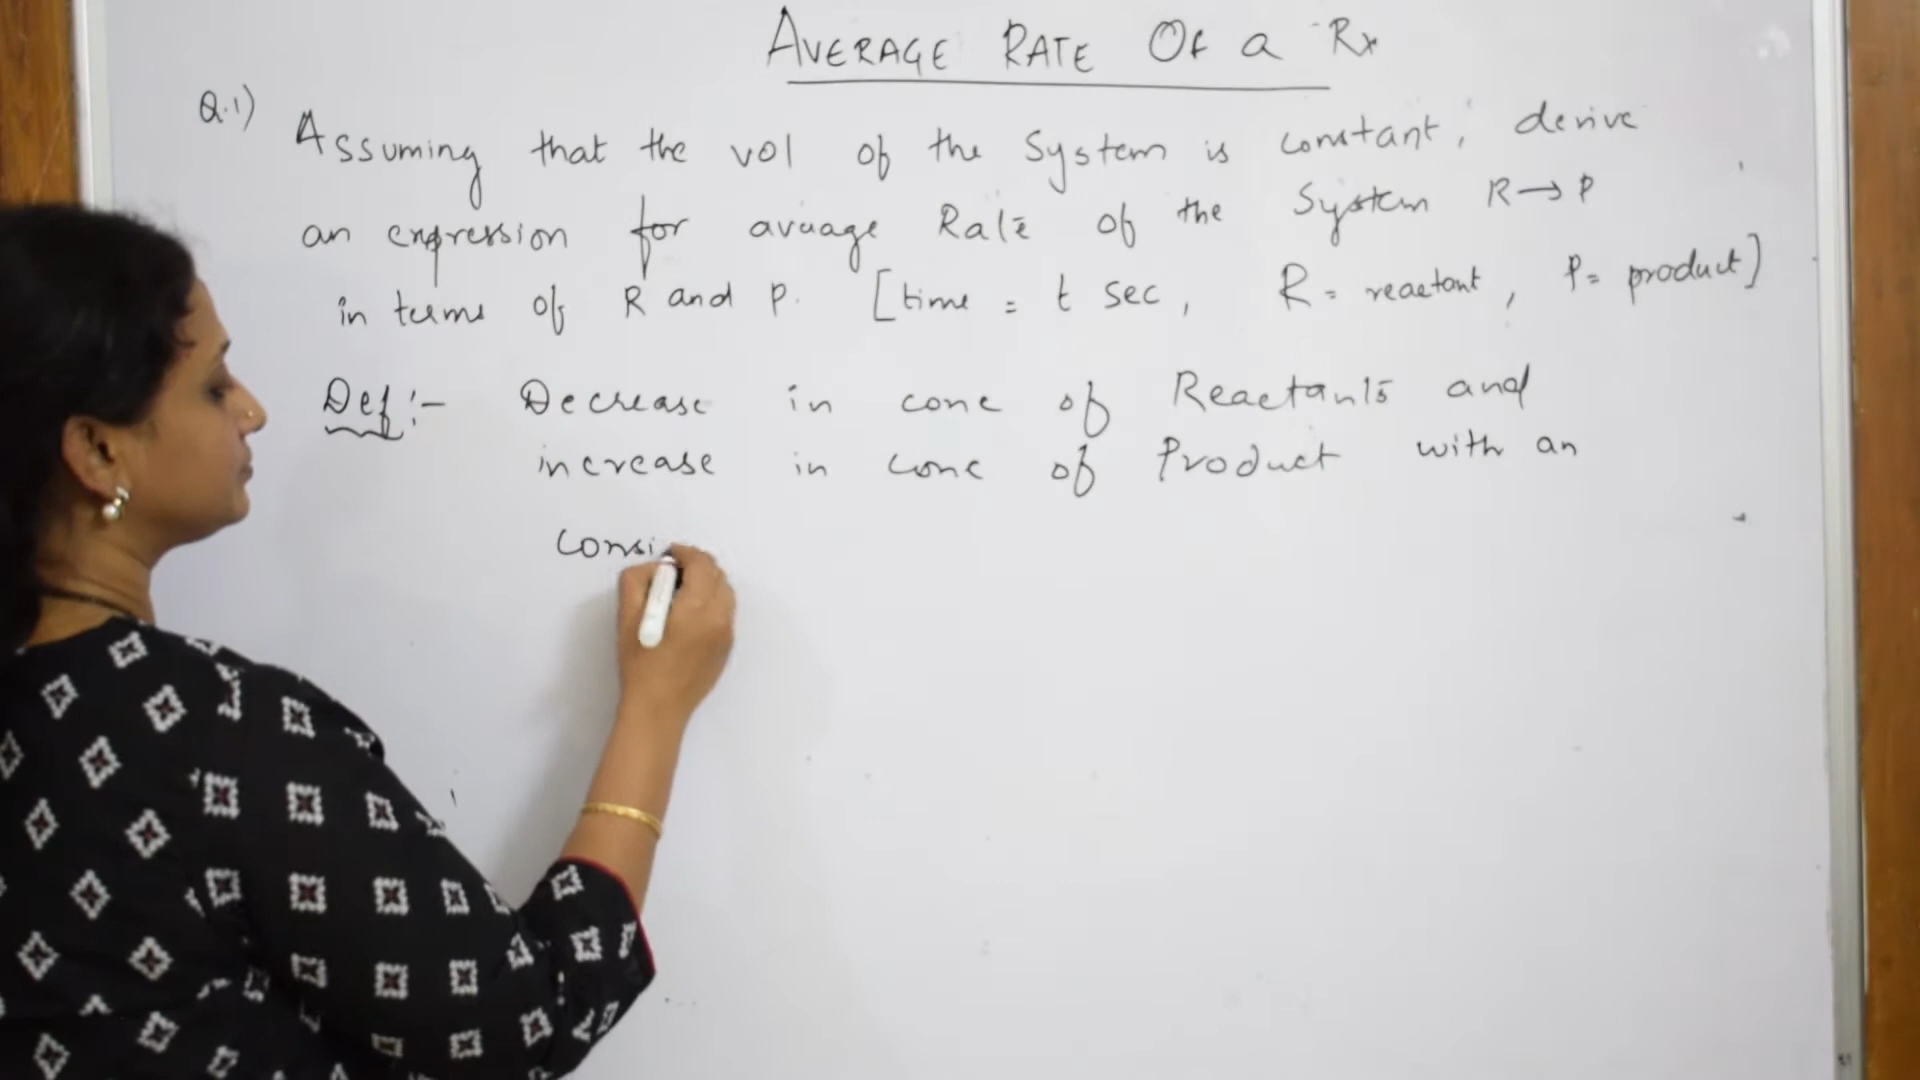 AVERAGE RATE Of a Rx
Q.1) Assuming that the vol of the system is constant, derive
an expression for average Rate of the System R→P
in terms of R and P. [time = t sec, R = reactant, P = product]
Def :- Decrease in conc of Reactants and
increase in conc of Product with an
Consi